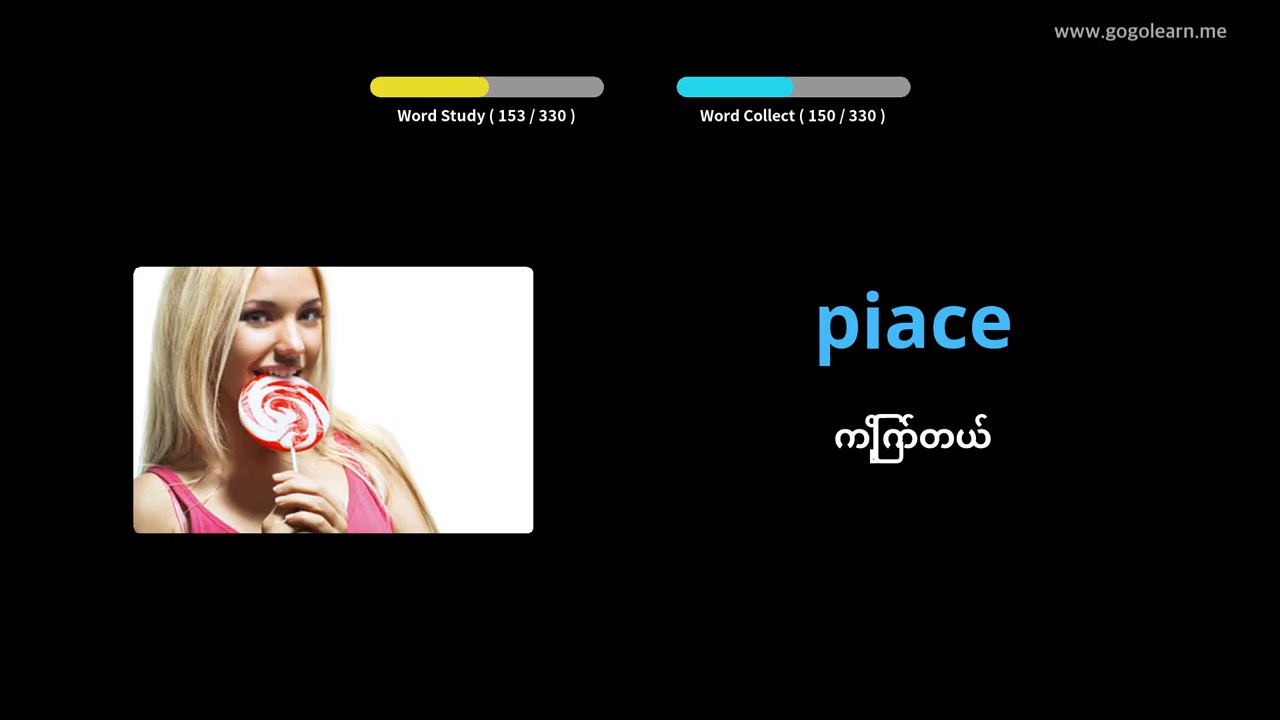 www.gogolearn.me
Word Study ( 153 / 330 )
Word Collect ( 150 / 330 )
piace
ကြိုက်တယ်